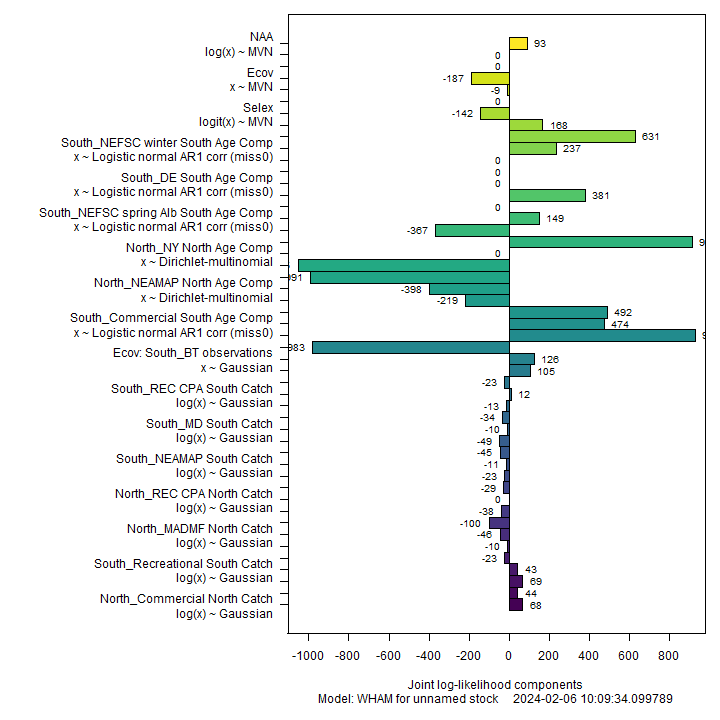 NAA
log(x) ~ MVN
Ecov
x ~ MVN
Selex
logit(x) ~ MVN
South_NEFSC winter South Age Comp
x ~ Logistic normal AR1 corr (miss0)
South_DE South Age Comp
x ~ Logistic normal AR1 corr (miss0)
South_NEFSC spring Alb South Age Comp
x ~ Logistic normal AR1 corr (miss0)
North_NY North Age Comp
x ~ Dirichlet-multinomial
North_NEAMAP North Age Comp
x ~ Dirichlet-multinomial
South_Commercial South Age Comp
x ~ Logistic normal AR1 corr (miss0)
Ecov: South_BT observations
x ~ Gaussian
South_REC CPA South Catch
log(x) ~ Gaussian
South_MD South Catch
log(x) ~ Gaussian
South_NEAMAP South Catch
log(x) ~ Gaussian
North_REC CPA North Catch
log(x) ~ Gaussian
North_MADMF North Catch
log(x) ~ Gaussian
South_Recreational South Catch
log(x) ~ Gaussian
North_Commercial North Catch
log(x) ~ Gaussian
93
0
0
-187
-9
0
-142
168
631
237
0
0
0
381
0
149
-367
9
0
991
-398
-219
492
474
9
983
126
105
-23
12
-13
-34
-10
-49
-45
-11
-23
-29
0
-38
-100
-46
-10
-23
43
69
44
68
-1000 -800 -600 -400 -200 0 200 400 600 800
Joint log-likelihood components
Model: WHAM for unnamed stock 2024-02-06 10:09:34.099789